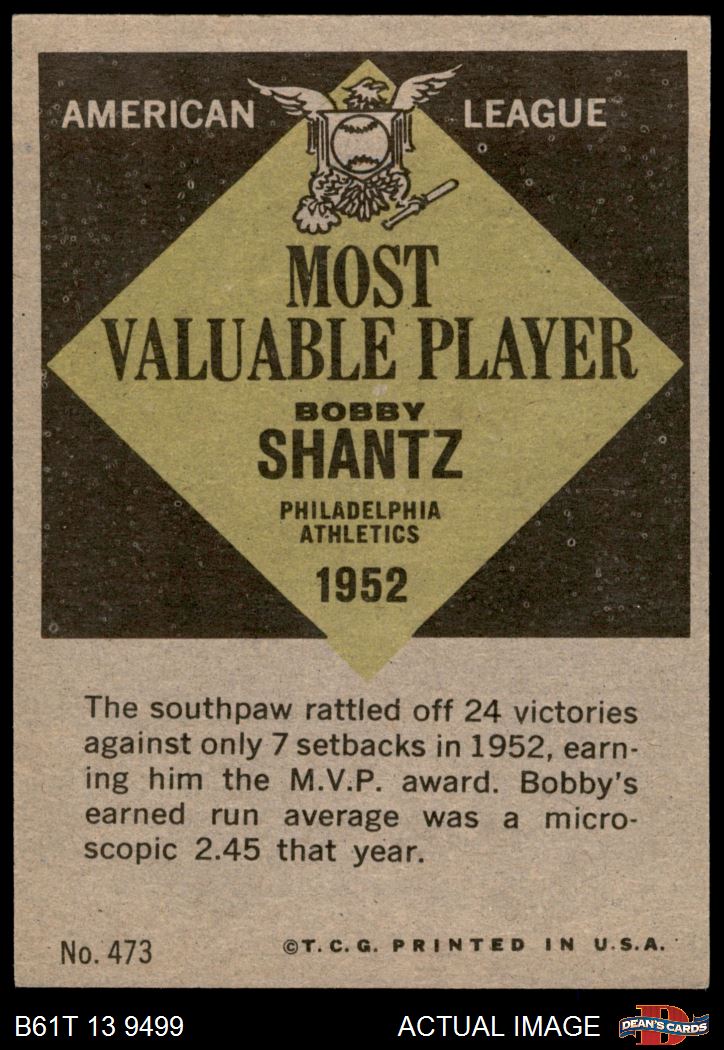 AMERICAN LEAGUE
MOST
VALUABLE PLAYER
BOBBY
SHANTZ
PHILADELPHIA
ATHLETICS
1952
The southpaw rattled off 24 victories
against only 7 setbacks in 1952, earn-
ing him the M.V.P. award. Bobby's
earned run average was a micro-
scopic 2.45 that year.
No. 473 ©T.C.G. PRINTED IN U.S.A.
B61T 13 9499 ACTUAL IMAGE D DEAN'S CARDS